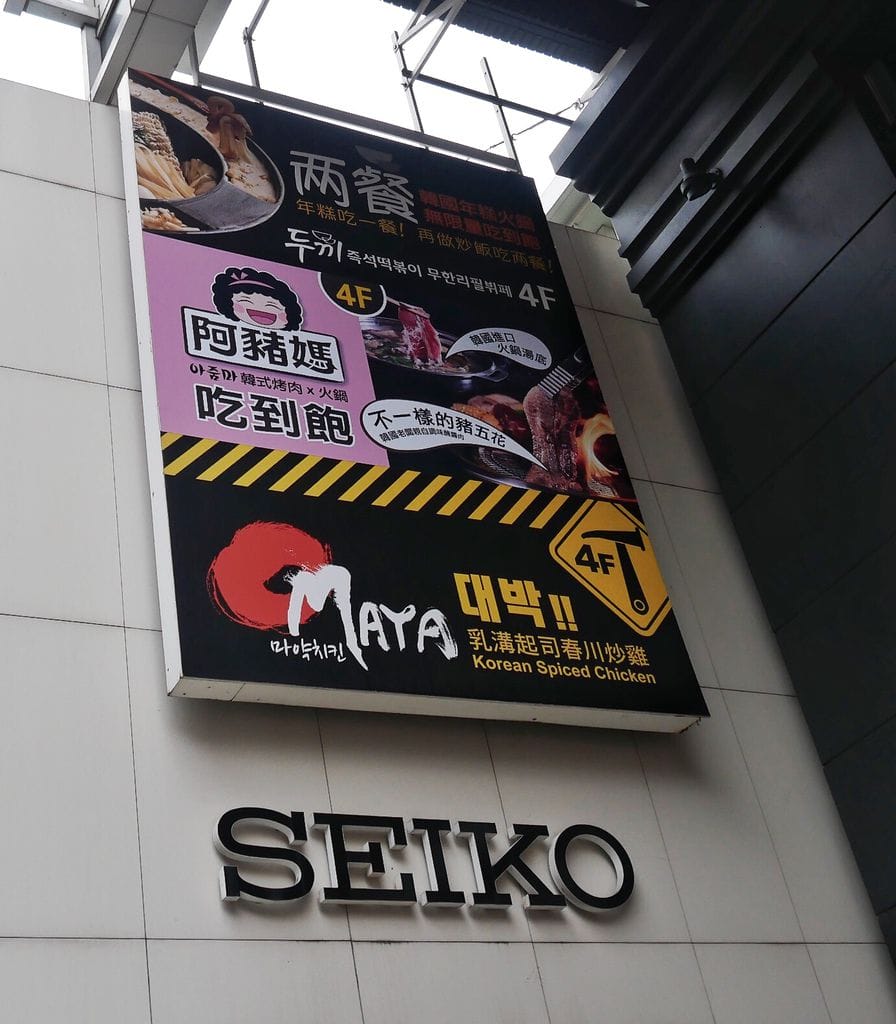 两餐
韓國年糕火鍋
無限量吃到飽
年糕吃一餐! 再做炒飯吃两餐!
두끼 즉석떡볶이 무한리필뷔페 4F
4F
阿豬媽
아줌마 韓式烤肉 × 火鍋
吃到飽
韓國進口
火鍋湯底
不一樣的豬五花
4F
MAYA
마약치킨
대박!!
乳溝起司春川炒雞
Korean Spiced Chicken
SEIKO